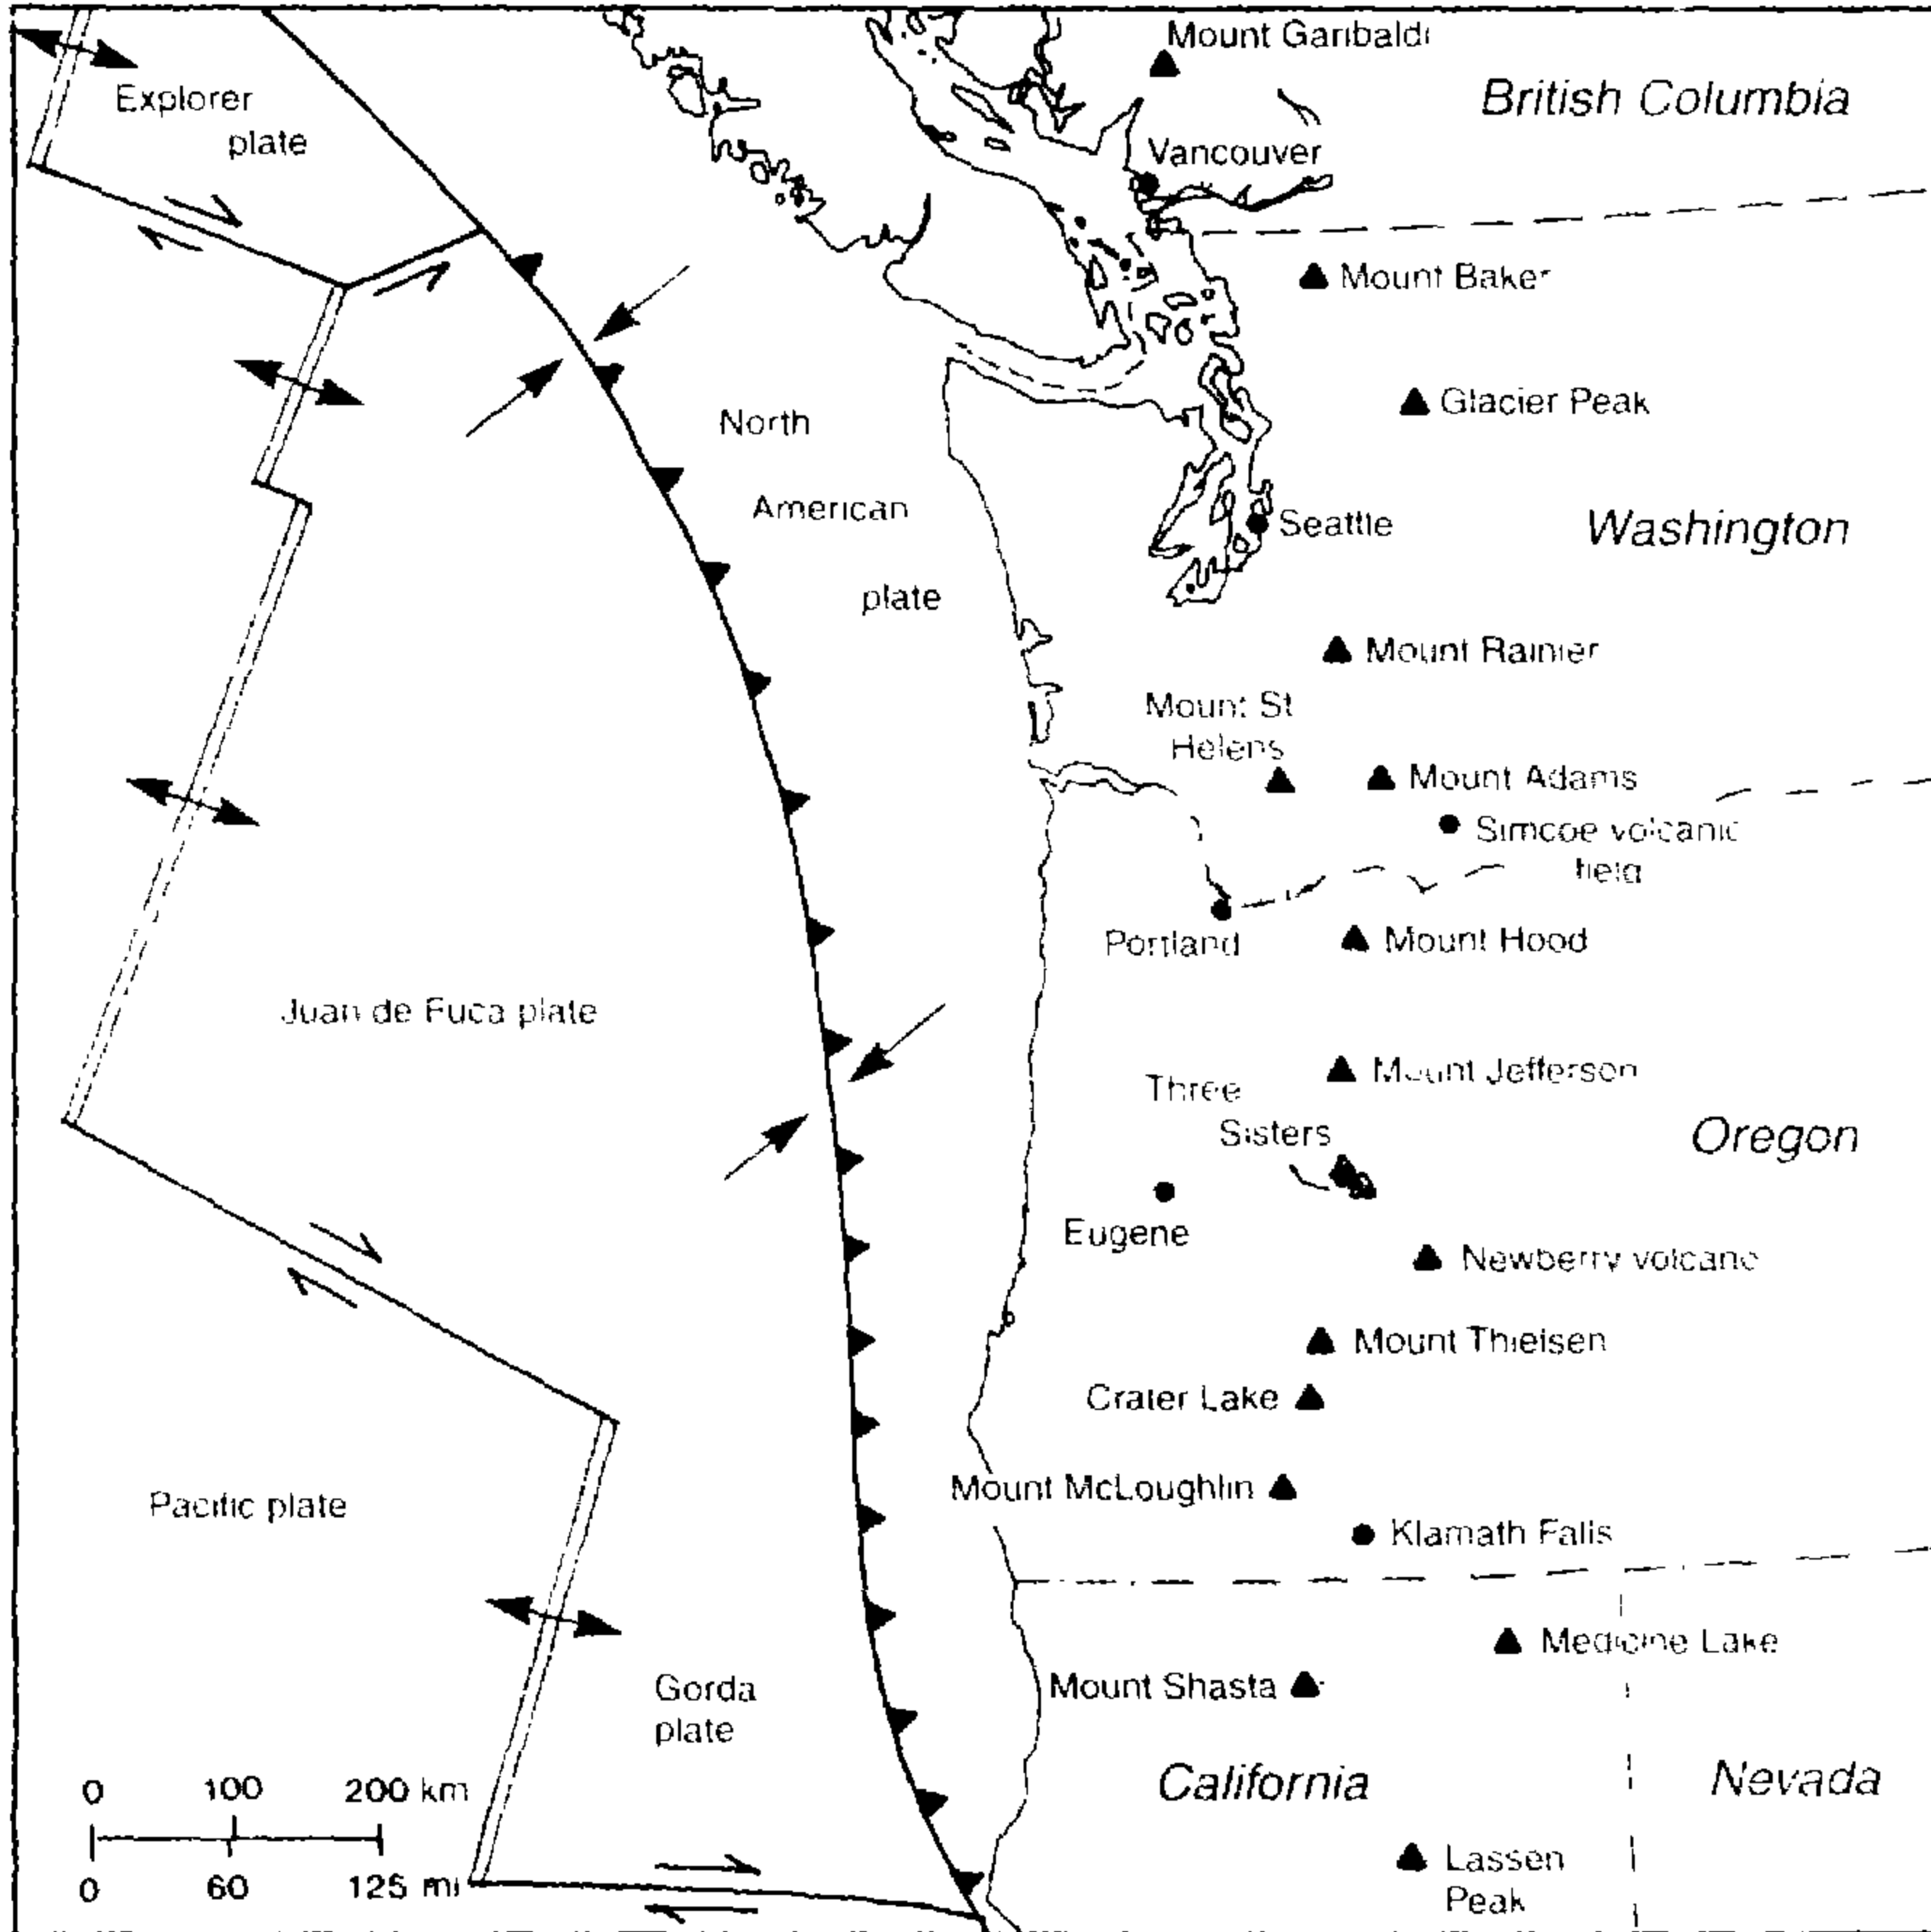 Mount Garibaldi
British Columbia
Explorer
plate
Vancouver
Mount Baker
Glacier Peak
North
American
plate
Seattle
Washington
Mount Rainier
Mount St
Helens
Mount Adams
Simcoe volcanic
field
Portland
Mount Hood
Juan de Fuca plate
Mount Jefferson
Three
Sisters
Oregon
Eugene
Newberry volcano
Mount Thielsen
Crater Lake
Mount McLoughlin
Pacific plate
Klamath Falls
Medicine Lake
Mount Shasta
Gorda
plate
California
Nevada
0 100 200 km
0 60 125 mi
Lassen
Peak